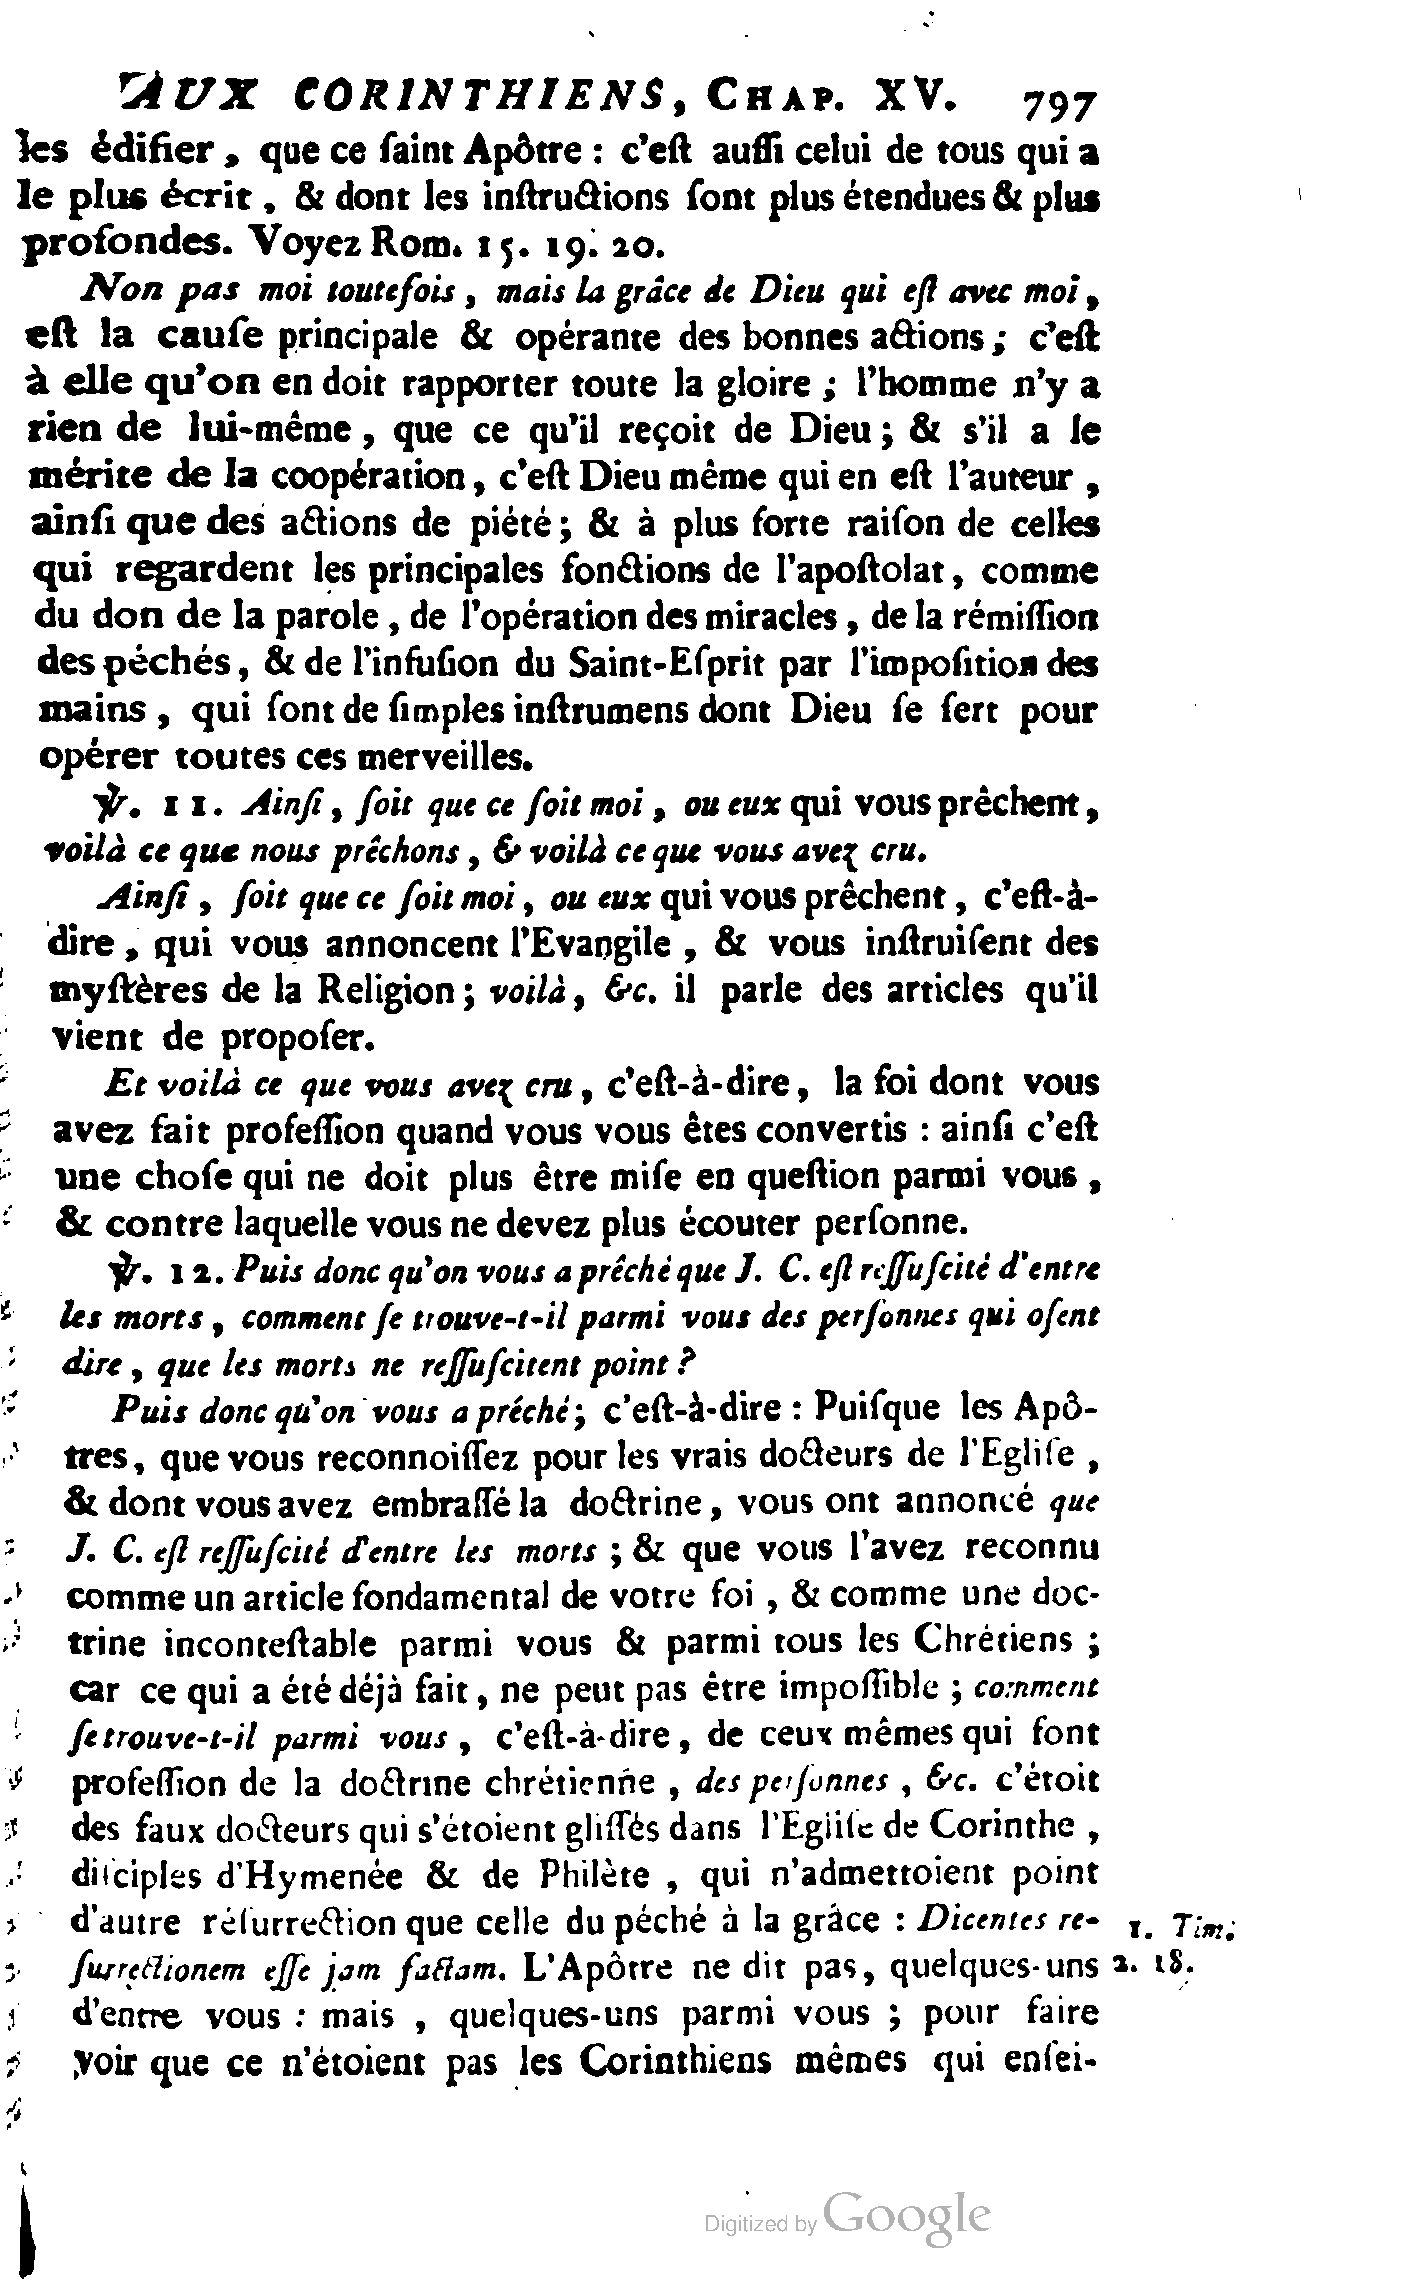 AUX CORINTHIENS, CHAP. XV. 797
les édifier, que ce ſaint Apôtre : c'eſt auſſi celui de tous qui a
le plus écrit, & dont les inſtructions ſont plus étendues & plus
profondes. Voyez Rom. 15. 19. 20.
Non pas moi toutefois, mais la grâce de Dieu qui eſt avec moi,
eſt la cauſe principale & opérante des bonnes actions ; c'eſt
à elle qu'on en doit rapporter toute la gloire ; l'homme n'y a
rien de lui-même, que ce qu'il reçoit de Dieu ; & s'il a le
mérite de la coopération, c'eſt Dieu même qui en eſt l'auteur,
ainſi que des actions de piété ; & à plus forte raiſon de celles
qui regardent les principales fonctions de l'apoſtolat, comme
du don de la parole, de l'opération des miracles, de la rémiſſion
des péchés, & de l'infuſion du Saint-Eſprit par l'impoſition des
mains, qui ſont de ſimples inſtrumens dont Dieu ſe ſert pour
opérer toutes ces merveilles.
℣. 11. Ainſi, ſoit que ce ſoit moi, ou eux qui vous prêchent,
voilà ce que nous prêchons, & voilà ce que vous avez cru.
Ainſi, ſoit que ce ſoit moi, ou eux qui vous prêchent, c'eſt-à-
dire, qui vous annoncent l'Evangile, & vous inſtruiſent des
myſtères de la Religion ; voilà, &c. il parle des articles qu'il
vient de propoſer.
Et voilà ce que vous avez cru, c'eſt-à-dire, la foi dont vous
avez fait profeſſion quand vous vous êtes convertis : ainſi c'eſt
une choſe qui ne doit plus être miſe en queſtion parmi vous,
& contre laquelle vous ne devez plus écouter perſonne.
℣. 12. Puis donc qu'on vous a prêché que J. C. eſt reſſuſcité d'entre
les morts, comment ſe trouve-t-il parmi vous des perſonnes qui oſent
dire, que les morts ne reſſuſcitent point ?
Puis donc qu'on vous a prêché ; c'eſt-à-dire : Puiſque les Apô-
tres, que vous reconnoiſſez pour les vrais docteurs de l'Egliſe,
& dont vous avez embraſſé la doctrine, vous ont annoncé que
J. C. eſt reſſuſcité d'entre les morts ; & que vous l'avez reconnu
comme un article fondamental de votre foi, & comme une doc-
trine inconteſtable parmi vous & parmi tous les Chrétiens ;
car ce qui a été déjà fait, ne peut pas être impoſſible ; comment
ſe trouve-t-il parmi vous, c'eſt-à-dire, de ceux mêmes qui font
profeſſion de la doctrine chrétienne, des perſonnes, &c. c'étoit
des faux docteurs qui s'étoient gliſſés dans l'Egliſe de Corinthe,
diſciples d'Hymenée & de Philète, qui n'admettoient point
d'autre réſurrection que celle du péché à la grâce : Dicentes re- 1. Tim.
ſurrectionem eſſe jam factam. L'Apôtre ne dit pas, quelques-uns 2. 18.
d'entre vous : mais, quelques-uns parmi vous ; pour faire
voir que ce n'étoient pas les Corinthiens mêmes qui enſei-
Digitized by Google